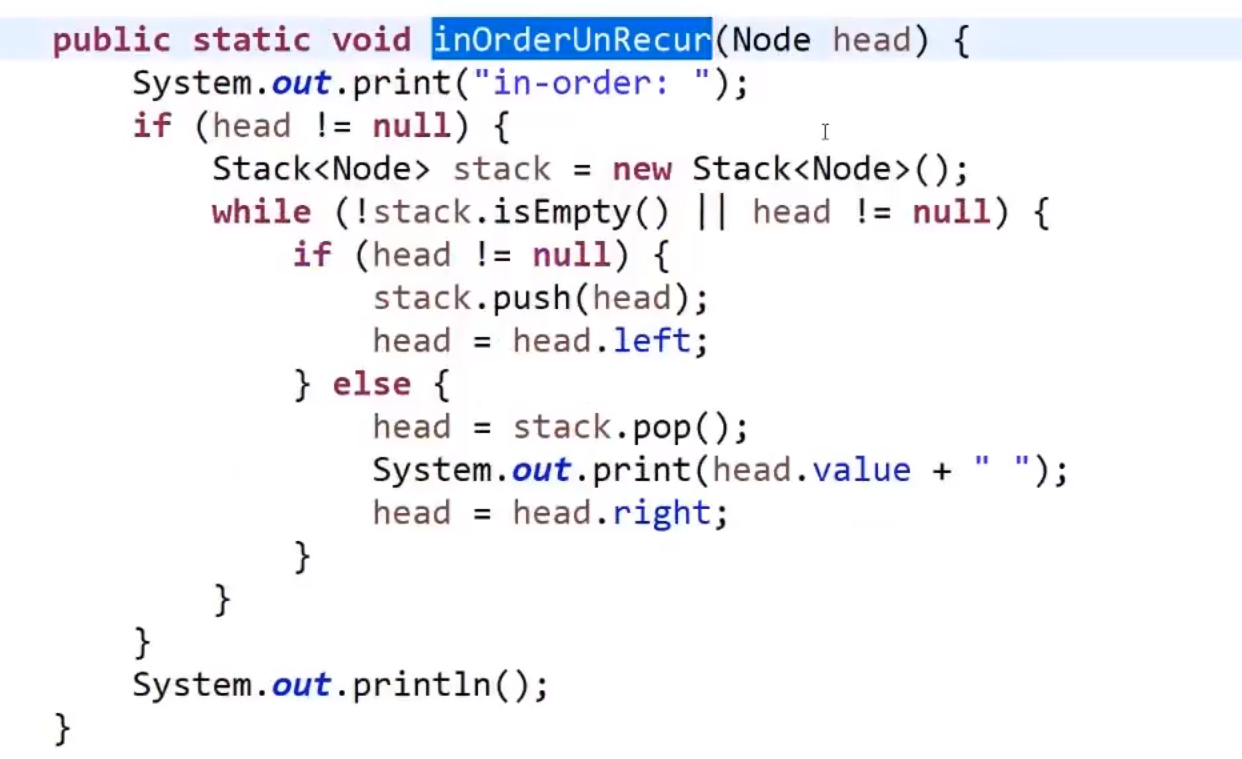 public static void inOrderUnRecur(Node head) {
    System.out.print("in-order: ");
    if (head != null) {
        Stack<Node> stack = new Stack<Node>();
        while (!stack.isEmpty() || head != null) {
            if (head != null) {
                stack.push(head);
                head = head.left;
            } else {
                head = stack.pop();
                System.out.print(head.value + " ");
                head = head.right;
            }
        }
    }
    System.out.println();
}